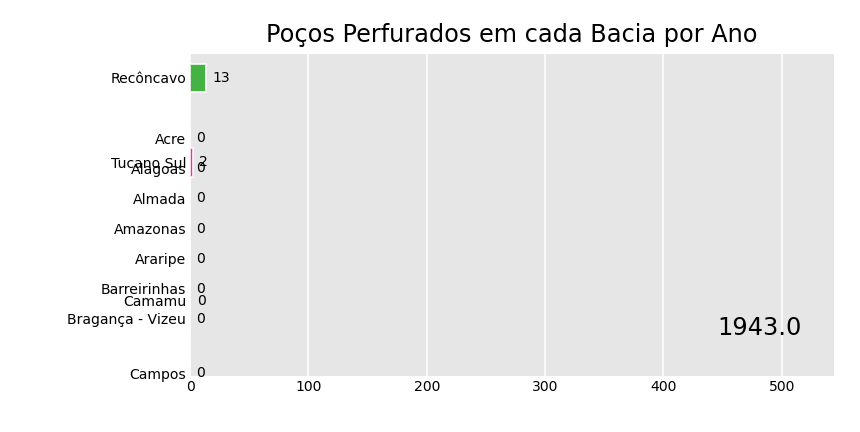 Poços Perfurados em cada Bacia por Ano
Recôncavo 13
Acre 0
Tucano Sul 2
Alagoas 0
Almada 0
Amazonas 0
Araripe 0
Barreirinhas 0
Camamu 0
Bragança - Vizeu 0
1943.0
Campos 0
0 100 200 300 400 500